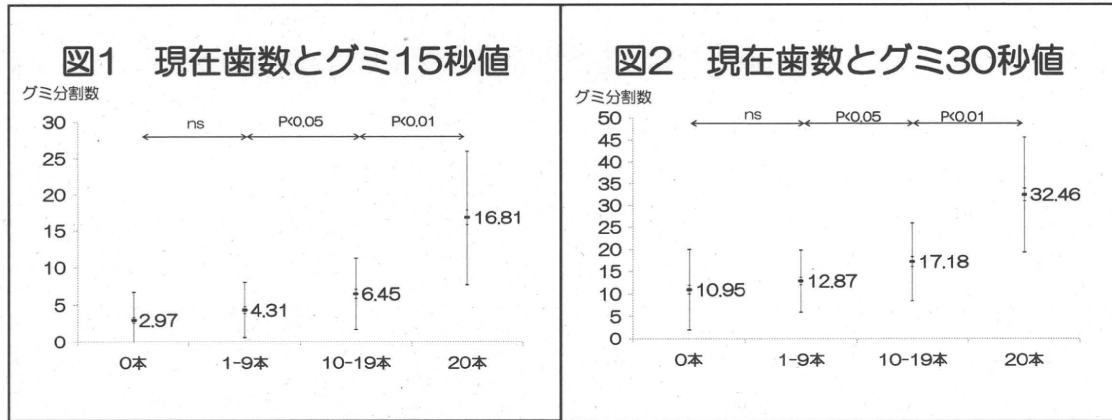 図1 現在歯数とグミ15秒値
グミ分割数
ns
P<0.05
P<0.01
30
25
20
15
10
5
0
2.97
4.31
6.45
16.81
0本
1-9本
10-19本
20本
図2 現在歯数とグミ30秒値
グミ分割数
ns
P<0.05
P<0.01
50
45
40
35
30
25
20
15
10
5
0
10.95
12.87
17.18
32.46
0本
1-9本
10-19本
20本